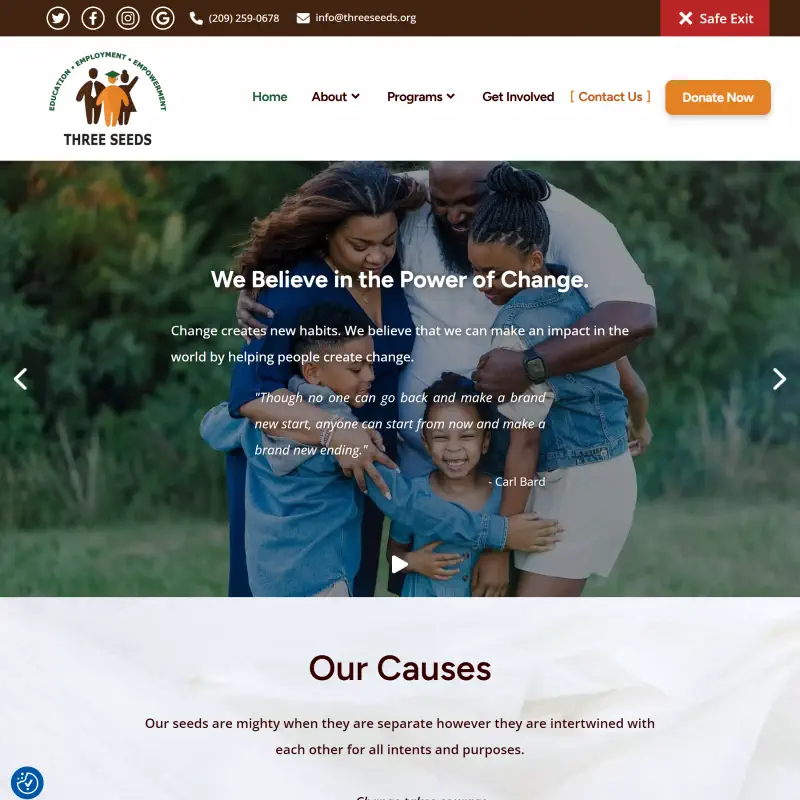 (209) 259-0678
info@threeseeds.org
Safe Exit
EDUCATION • EMPLOYMENT • EMPOWERMENT
THREE SEEDS
Home
About
Programs
Get Involved
[ Contact Us ]
Donate Now
We Believe in the Power of Change.
Change creates new habits. We believe that we can make an impact in the
world by helping people create change.
"Though no one can go back and make a brand
new start, anyone can start from now and make a
brand new ending."
- Carl Bard
Our Causes
Our seeds are mighty when they are separate however they are intertwined with
each other for all intents and purposes.
Change takes courage